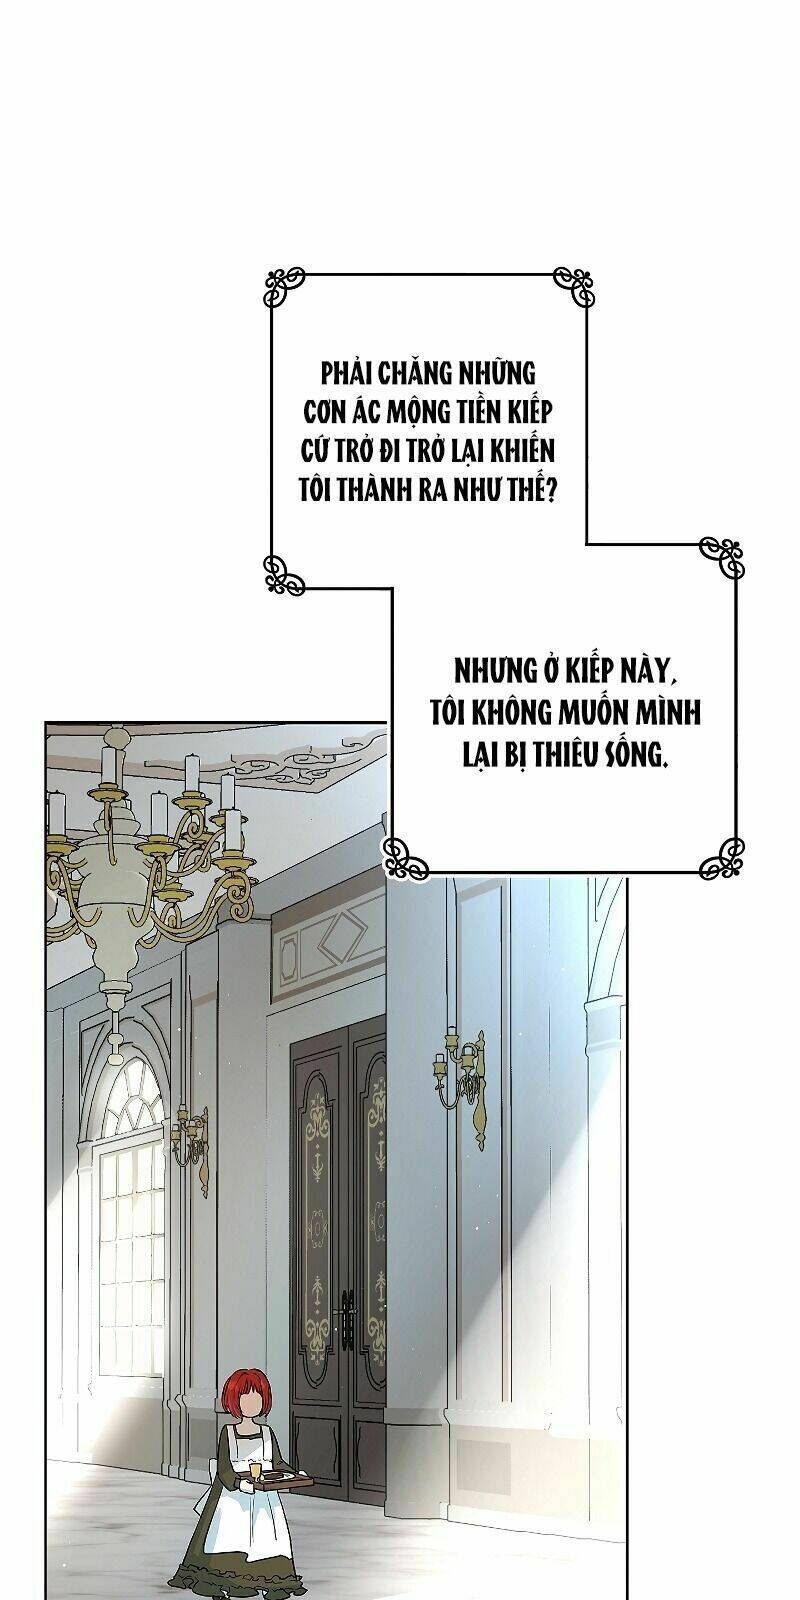 PHẢI CHĂNG NHỮNG
CƠN ÁC MỘNG TIỀN KIẾP
CỨ TRỞ ĐI TRỞ LẠI KHIẾN
TÔI THÀNH RA NHƯ THẾ?
NHƯNG Ở KIẾP NÀY,
TÔI KHÔNG MUỐN MÌNH
LẠI BỊ THIÊU SỐNG.